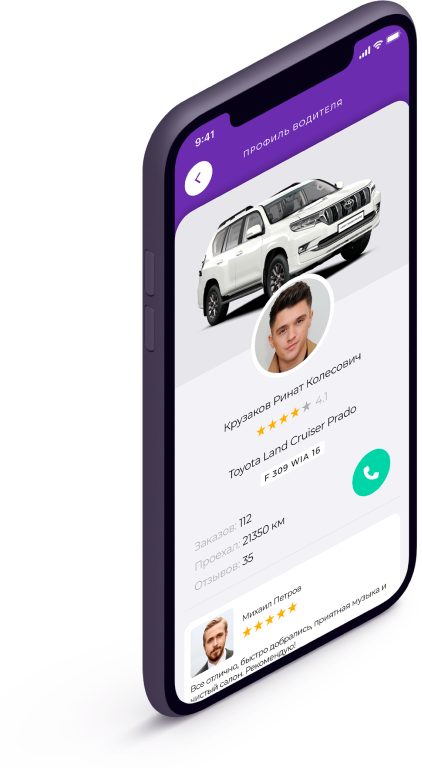 9:41
ПРОФИЛЬ ВОДИТЕЛЯ
Крузаков Ринат Колесович
4.1
Toyota Land Cruiser Prado
F 309 WIA 16
Заказов: 112
Проехал: 21350 км
Отзывов: 35
Михаил Петров
Все отлично, быстро добрались, приятная музыка и
чистый салон. Рекомендую!